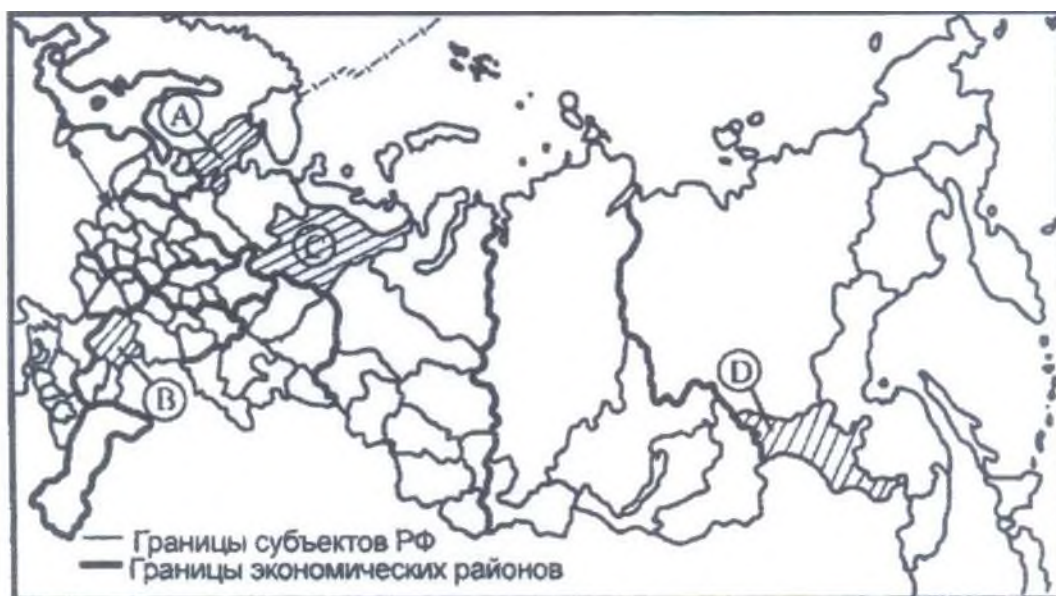 A
C
B
D
Границы субъектов РФ
Границы экономических районов